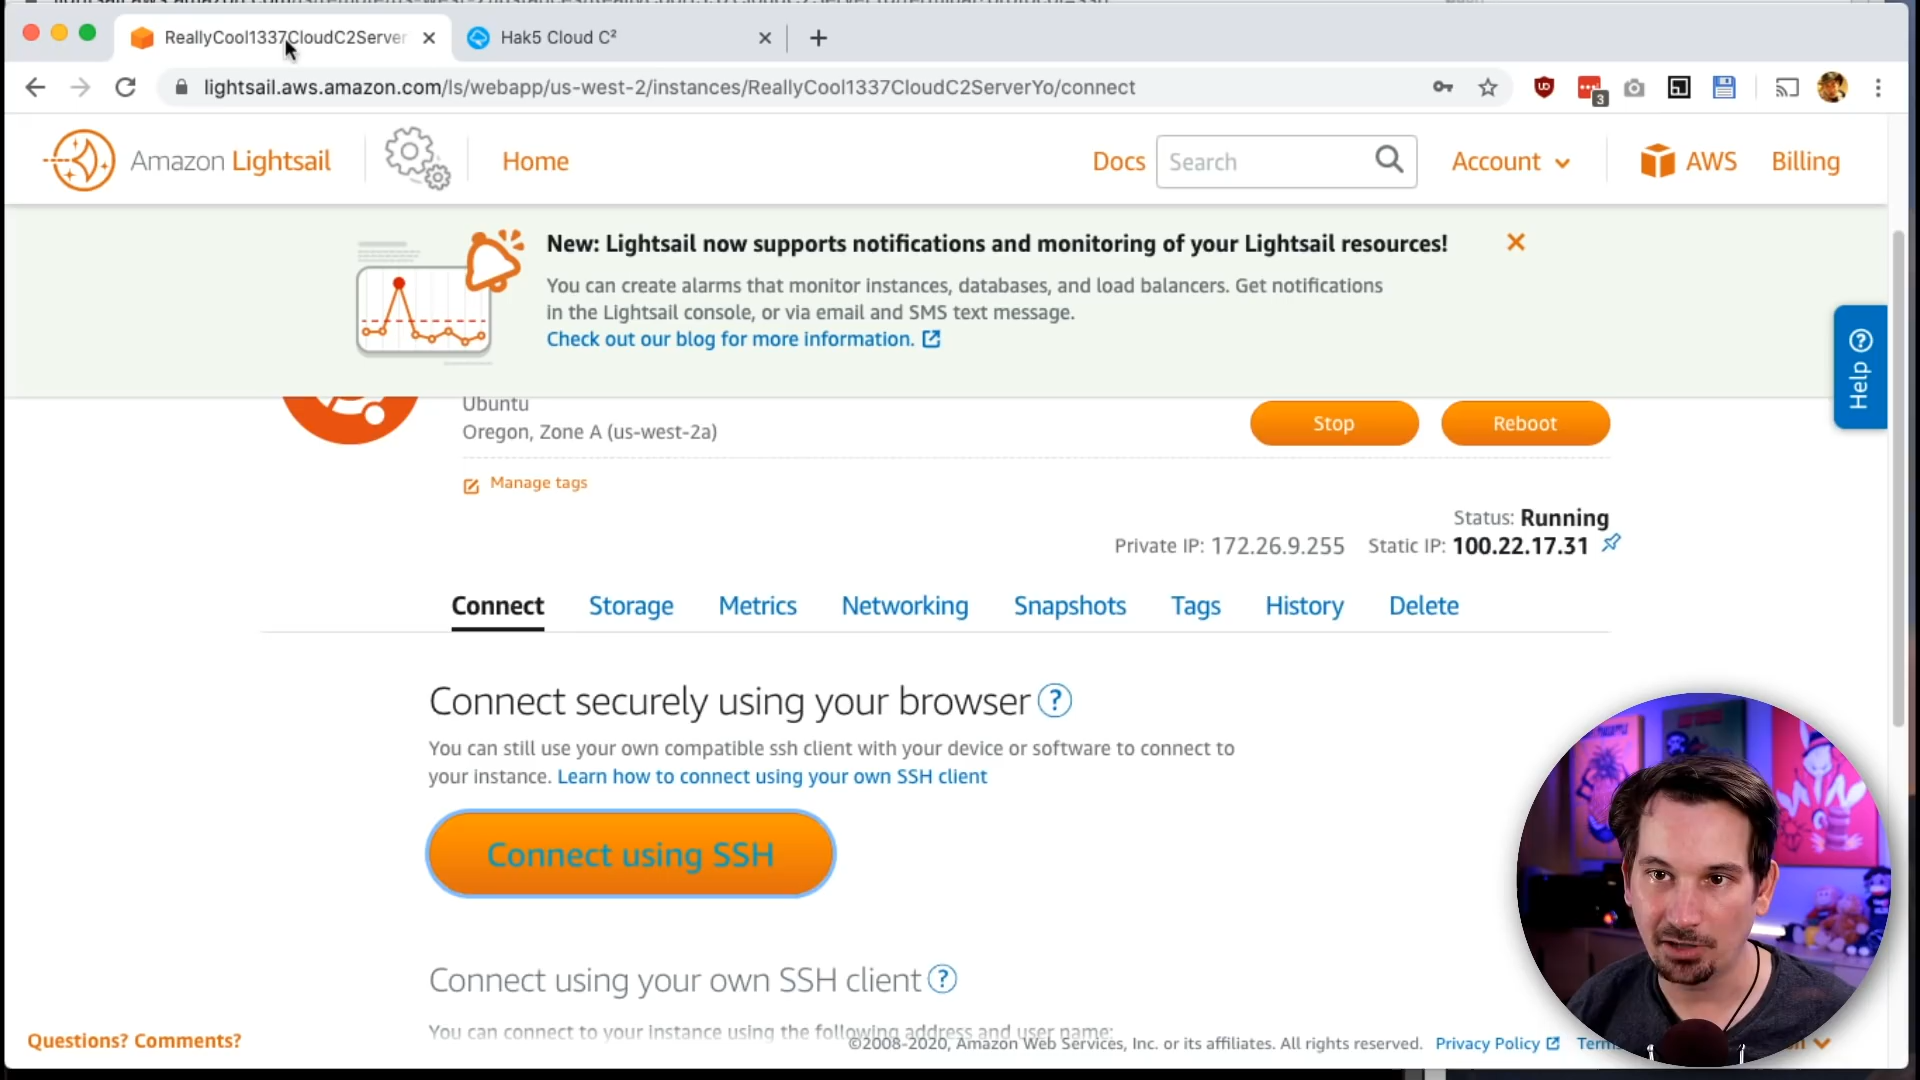 ReallyCool1337CloudC2Server
Hak5 Cloud C²
lightsail.aws.amazon.com/ls/webapp/us-west-2/instances/ReallyCool1337CloudC2ServerYo/connect
3
Amazon Lightsail
Home
Docs
Search
Account
AWS
Billing
New: Lightsail now supports notifications and monitoring of your Lightsail resources!
You can create alarms that monitor instances, databases, and load balancers. Get notifications
in the Lightsail console, or via email and SMS text message.
Check out our blog for more information.
Help
Ubuntu
Oregon, Zone A (us-west-2a)
Stop
Reboot
Manage tags
Status: Running
Private IP: 172.26.9.255 Static IP: 100.22.17.31
Connect Storage Metrics Networking Snapshots Tags History Delete
Connect securely using your browser ?
You can still use your own compatible ssh client with your device or software to connect to
your instance. Learn how to connect using your own SSH client
Connect using SSH
Connect using your own SSH client ?
You can connect to your instance using the following address and user name:
Questions? Comments?
©2008-2020, Amazon Web Services, Inc. or its affiliates. All rights reserved. Privacy Policy